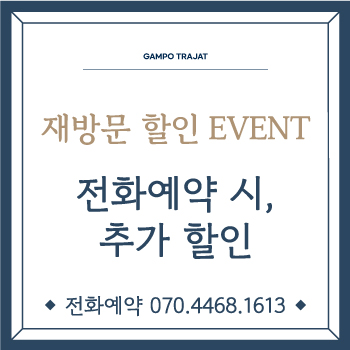 GAMPO TRAJAT
재방문 할인 EVENT
전화예약 시,
추가 할인
◆ 전화예약 070.4468.1613 ◆